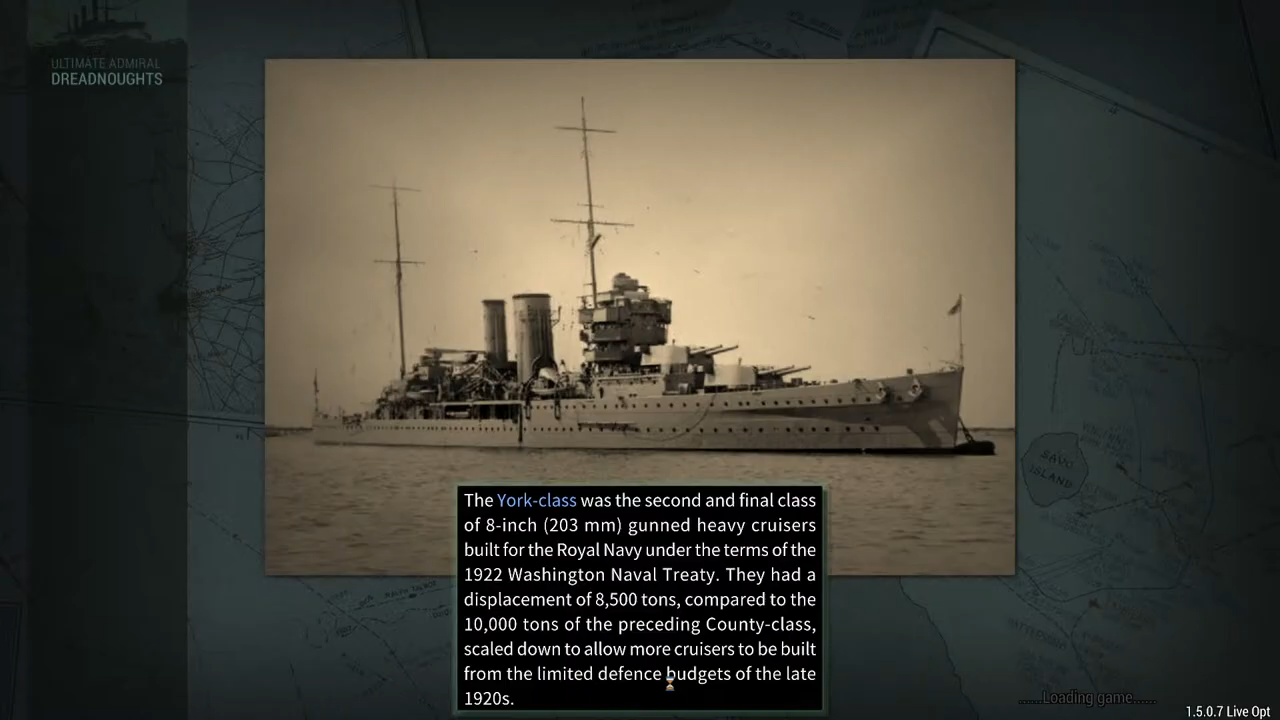 ULTIMATE ADMIRAL
DREADNOUGHTS
The York-class was the second and final class
of 8-inch (203 mm) gunned heavy cruisers
built for the Royal Navy under the terms of the
1922 Washington Naval Treaty. They had a
displacement of 8,500 tons, compared to the
10,000 tons of the preceding County-class,
scaled down to allow more cruisers to be built
from the limited defence budgets of the late
1920s.
SAVO
ISLAND
......Loading game......
1.5.0.7 Live Opt